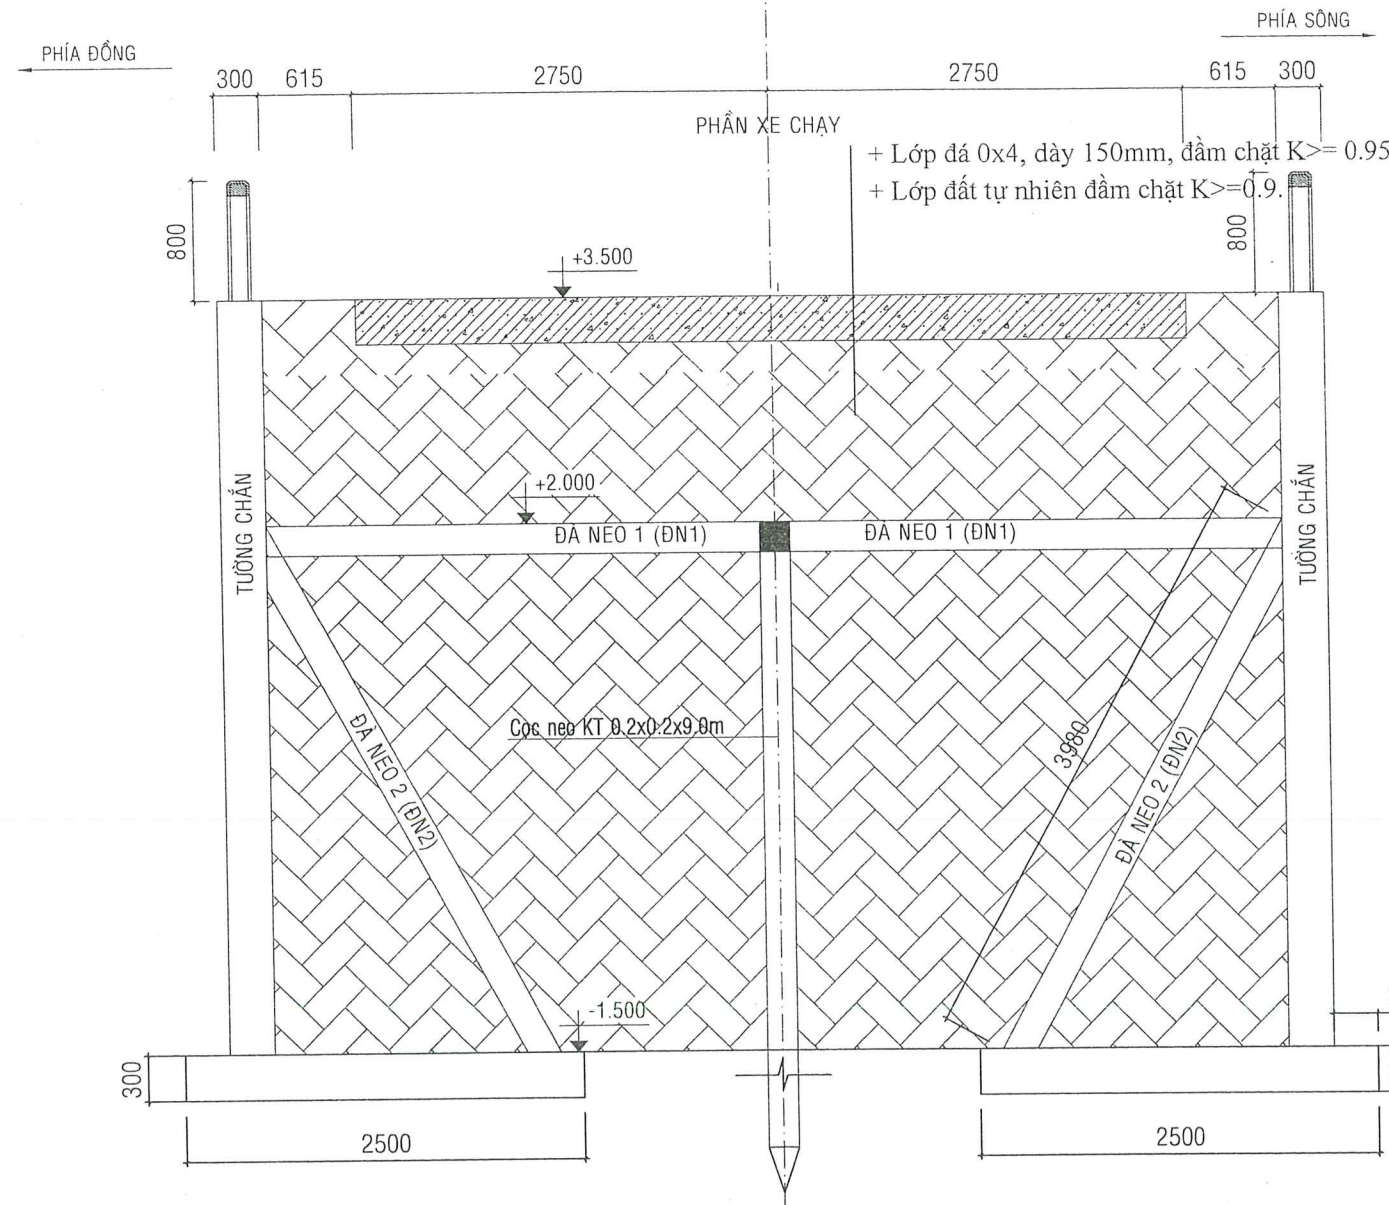 PHÍA SÔNG
PHÍA ĐỒNG
300 615 2750 2750 615 300
PHẦN XE CHẠY
+ Lớp đá 0x4, dày 150mm, đầm chặt K>= 0.95
+ Lớp đất tự nhiên đầm chặt K>=0.9.
800
800
+3.500
+2.000
ĐÀ NEO 1 (ĐN1)
ĐÀ NEO 1 (ĐN1)
TƯỜNG CHẮN
TƯỜNG CHẮN
Cọc neo KT 0.2x0.2x9.0m
ĐÀ NEO 2 (ĐN2)
3980
ĐÀ NEO 2 (ĐN2)
-1.500
300
2500
2500